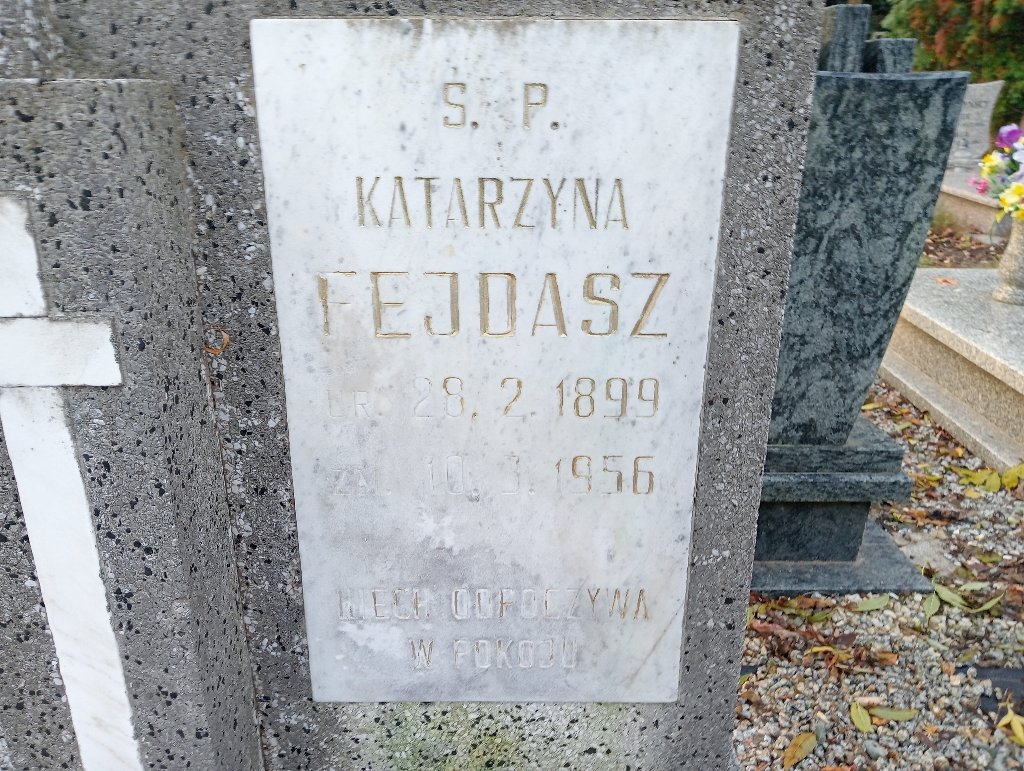 Ś. P.
KATARZYNA
FEJDASZ
UR. 28. 2. 1899
ZM. 10. 3. 1956
NIECH ODPOCZYWA
W POKOJU